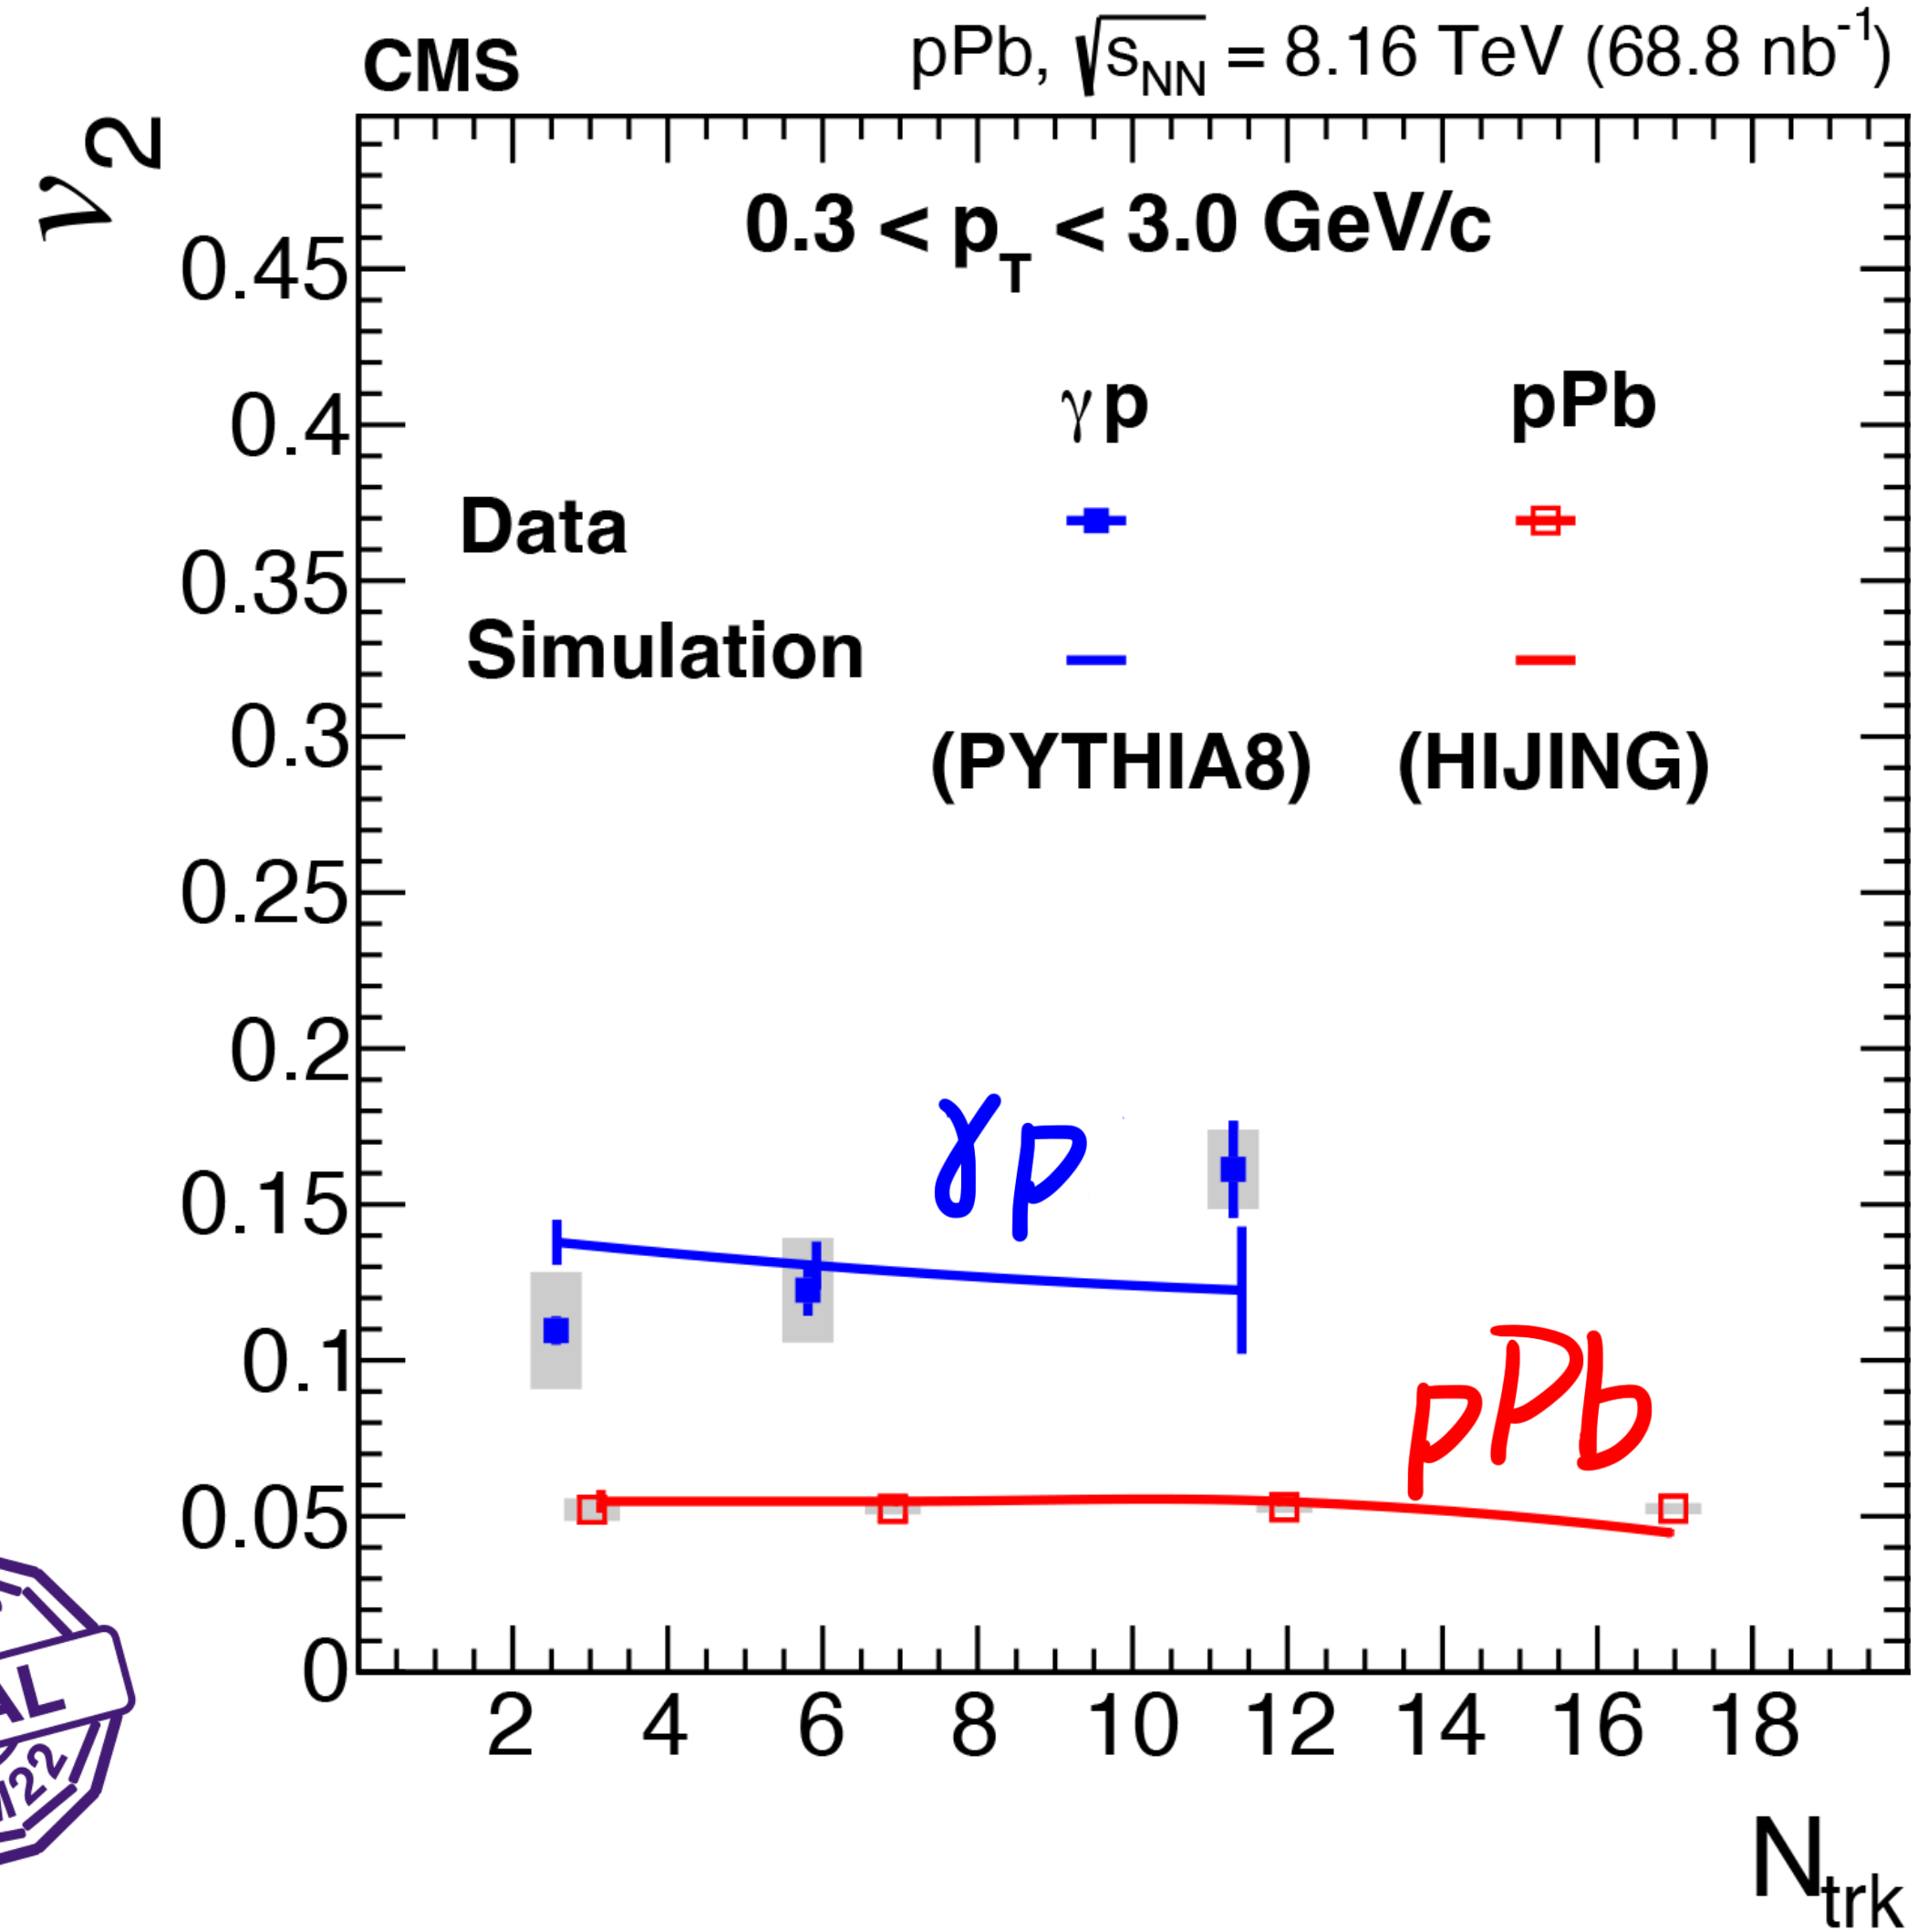 CMS pPb, √sNN = 8.16 TeV (68.8 nb⁻¹)
ν2
0.3 < pT < 3.0 GeV/c
γp pPb
Data
Simulation
(PYTHIA8) (HIJING)
0.45
0.4
0.35
0.3
0.25
0.2
0.15
0.1
0.05
0
γp
pPb
2 4 6 8 10 12 14 16 18
Ntrk